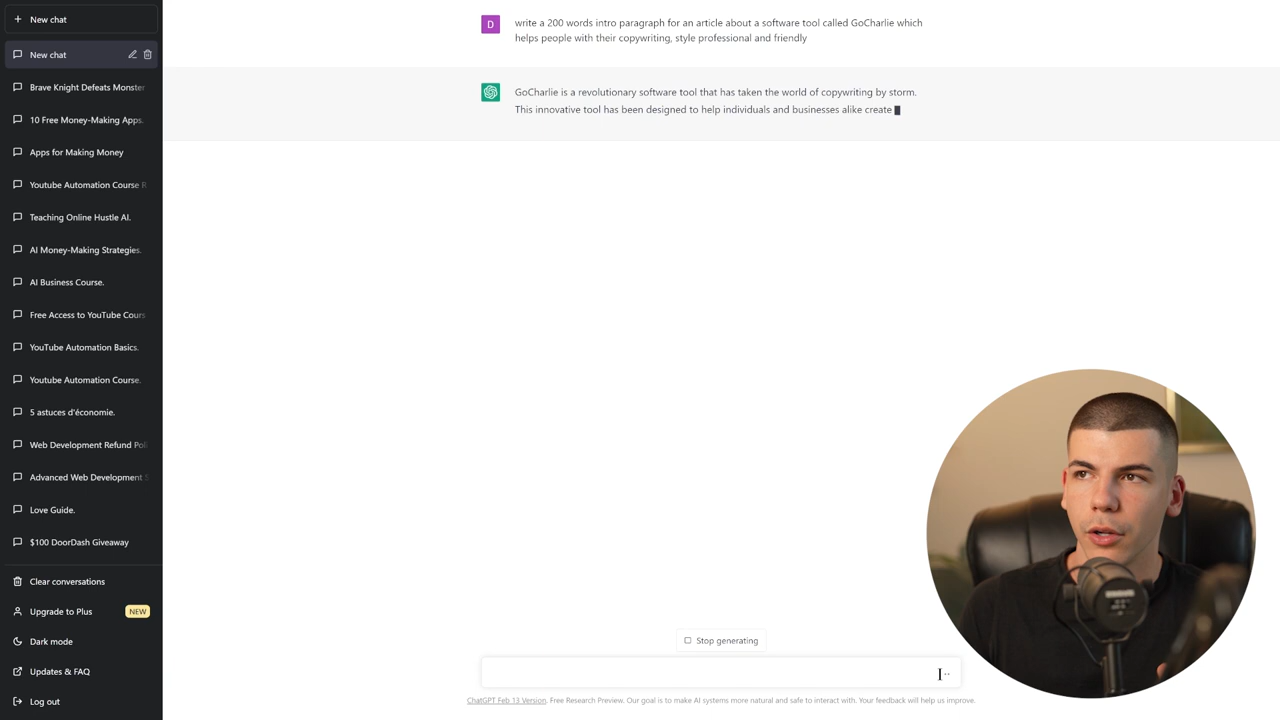 New chat
New chat
Brave Knight Defeats Monster
10 Free Money-Making Apps.
Apps for Making Money
Youtube Automation Course R
Teaching Online Hustle AI.
AI Money-Making Strategies.
AI Business Course.
Free Access to YouTube Cours
YouTube Automation Basics.
Youtube Automation Course.
5 astuces d'économie.
Web Development Refund Poli
Advanced Web Development S
Love Guide.
$100 DoorDash Giveaway
Clear conversations
Upgrade to Plus NEW
Dark mode
Updates & FAQ
Log out
D
write a 200 words intro paragraph for an article about a software tool called GoCharlie which
helps people with their copywriting, style professional and friendly
GoCharlie is a revolutionary software tool that has taken the world of copywriting by storm.
This innovative tool has been designed to help individuals and businesses alike create
Stop generating
ChatGPT Feb 13 Version. Free Research Preview. Our goal is to make AI systems more natural and safe to interact with. Your feedback will help us improve.